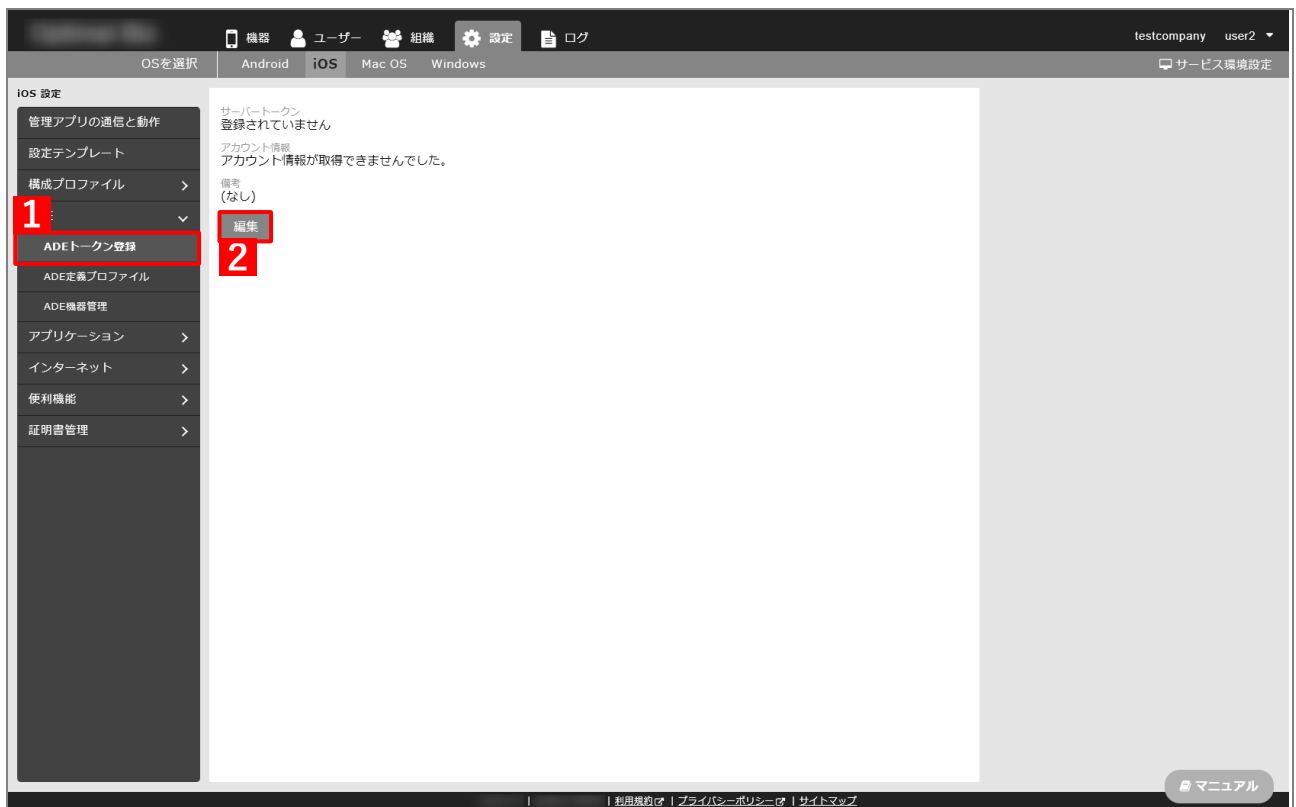 機器 ユーザー 組織 設定 ログ testcompany user2
OSを選択 Android iOS Mac OS Windows サービス環境設定
iOS 設定
管理アプリの通信と動作
設定テンプレート
構成プロファイル
1
ADEトークン登録
ADE定義プロファイル
ADE機器管理
アプリケーション
インターネット
便利機能
証明書管理
サーバートークン
登録されていません
アカウント情報
アカウント情報が取得できませんでした。
備考
(なし)
編集
2
マニュアル
| | 利用規約 | プライバシーポリシー | サイトマップ